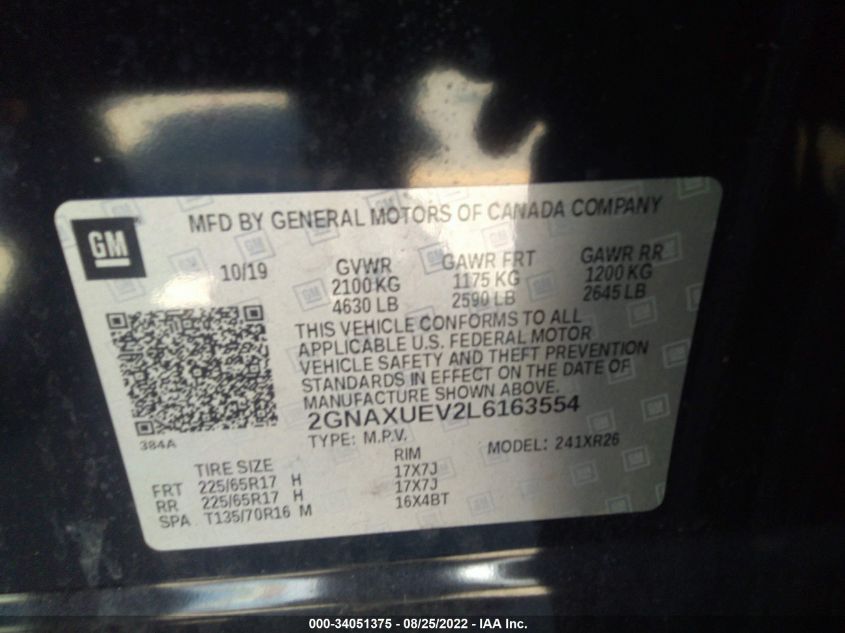 GM
MFD BY GENERAL MOTORS OF CANADA COMPANY
10/19 GVWR GAWR FRT GAWR RR
2100 KG 1175 KG 1200 KG
4630 LB 2590 LB 2645 LB
THIS VEHICLE CONFORMS TO ALL
APPLICABLE U.S. FEDERAL MOTOR
VEHICLE SAFETY AND THEFT PREVENTION
STANDARDS IN EFFECT ON THE DATE OF
MANUFACTURE SHOWN ABOVE.
2GNAXUEV2L6163554
384A TYPE: M.P.V. MODEL: 241XR26
TIRE SIZE RIM
FRT 225/65R17 H 17X7J
RR 225/65R17 H 17X7J
SPA T135/70R16 M 16X4BT
000-34051375 - 08/25/2022 - IAA Inc.